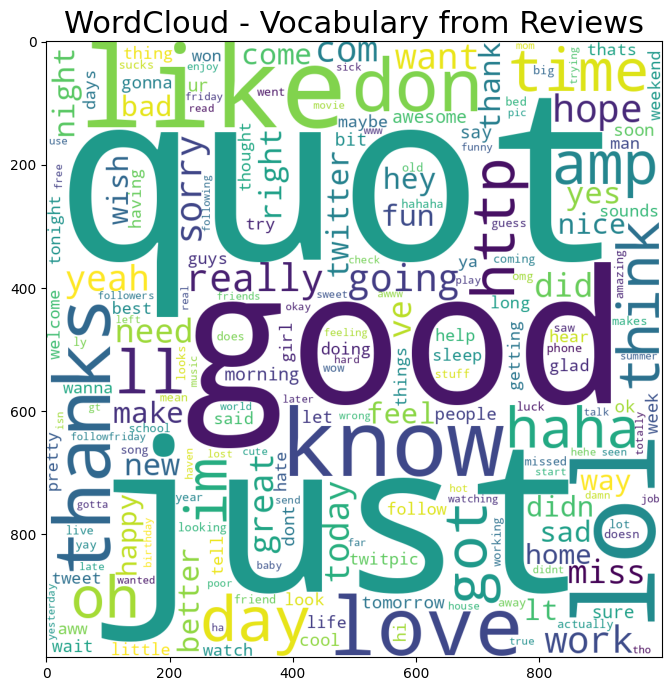 WordCloud - Vocabulary from Reviews
0
200
400
600
800
0 200 400 600 800
night thing sucks days gonna bad won enjoy ur friday read
like come com sick went movie don want awesome mom thats trying big
thank time weekend bed pic hope soon man
use free tonight wish having sorry following thought right try
quot bit maybe www twitter hey old hahaha fun say funny
http guess amp yes sounds nice
yeah followers best guys real really friends check going ya play coming omg long did amazing think
welcome ly left need looks music ll does good okay sweet awww girl feeling doing hard wow ve things help sleep stuff getting saw hear phone glad makes summer
thanks wanna isn gt mean morning make world said later let wrong feel people luck haha talk ok week totally
pretty followfriday school song new im lost cute great hate know missed hehe seen start way
gotta live yay late happy birthday year looking just send dont baby today far twitpic follow hot watching got working didn didnt damn sad home lol lot doesn job
yesterday tweet wanted oh better tell poor friend day look tomorrow house away lt miss sure
aww wait little ha watch cool life hi love true work actually tho